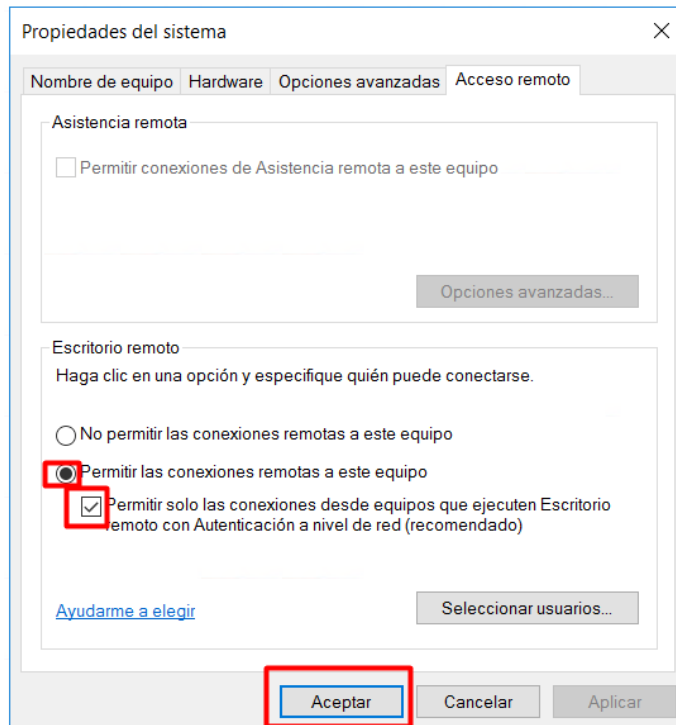 Propiedades del sistema
Nombre de equipo Hardware Opciones avanzadas Acceso remoto
Asistencia remota
Permitir conexiones de Asistencia remota a este equipo
Opciones avanzadas...
Escritorio remoto
Haga clic en una opción y especifique quién puede conectarse.
No permitir las conexiones remotas a este equipo
Permitir las conexiones remotas a este equipo
Permitir solo las conexiones desde equipos que ejecuten Escritorio
remoto con Autenticación a nivel de red (recomendado)
Ayudarme a elegir
Seleccionar usuarios...
Aceptar Cancelar Aplicar